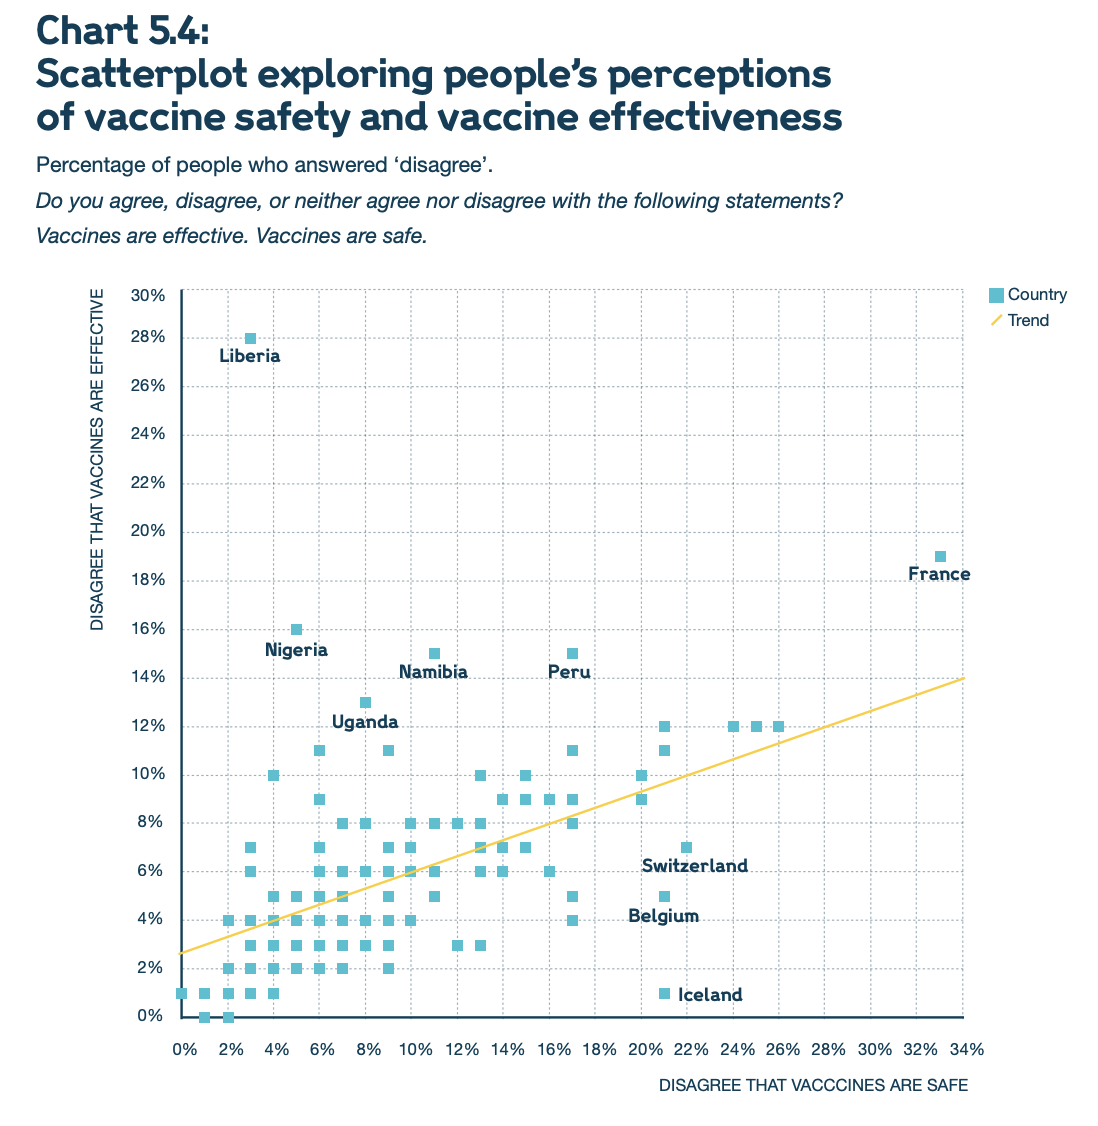 Chart 5.4:
Scatterplot exploring people’s perceptions
of vaccine safety and vaccine effectiveness
Percentage of people who answered ‘disagree’.
Do you agree, disagree, or neither agree nor disagree with the following statements?
Vaccines are effective. Vaccines are safe.
DISAGREE THAT VACCINES ARE EFFECTIVE
30%
28%
26%
24%
22%
20%
18%
16%
14%
12%
10%
8%
6%
4%
2%
0%
Country
Trend
Liberia
France
Nigeria
Namibia
Peru
Uganda
Switzerland
Belgium
Iceland
0% 2% 4% 6% 8% 10% 12% 14% 16% 18% 20% 22% 24% 26% 28% 30% 32% 34%
DISAGREE THAT VACCCINES ARE SAFE